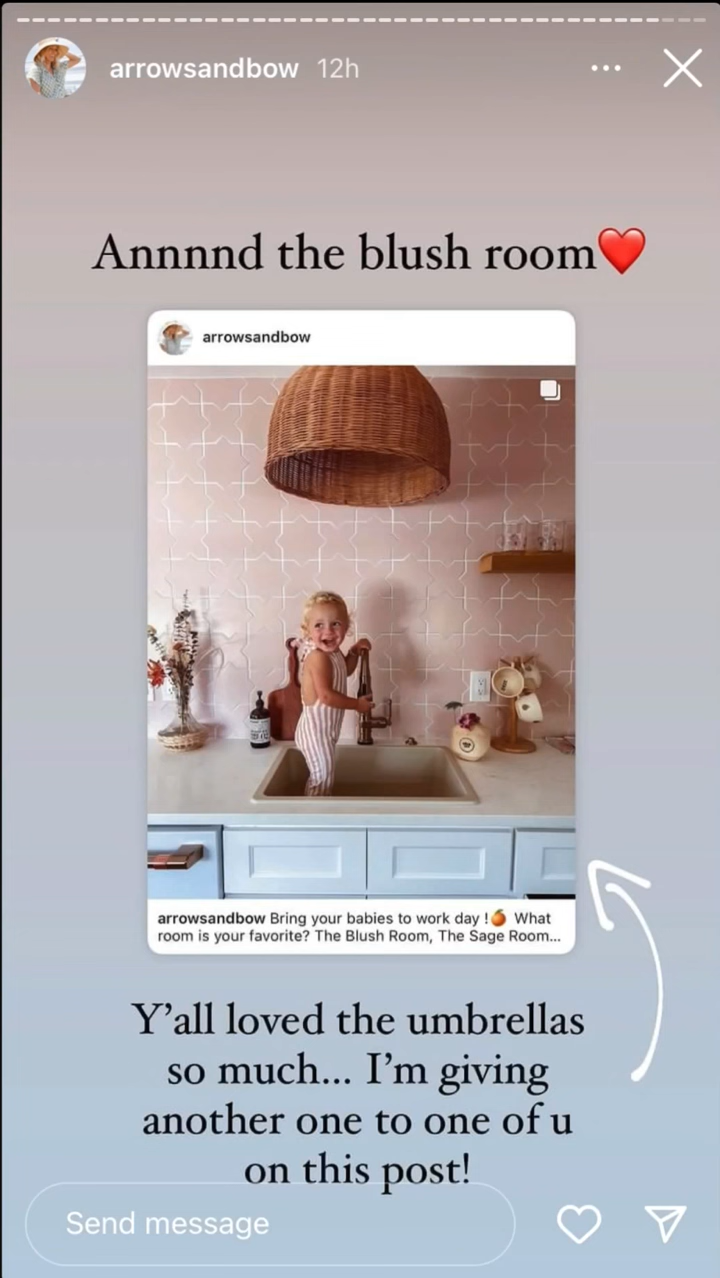 arrowsandbow 12h
Annnnd the blush room❤️
arrowsandbow
arrowsandbow Bring your babies to work day !🍊 What
room is your favorite? The Blush Room, The Sage Room...
Y'all loved the umbrellas
so much... I'm giving
another one to one of u
on this post!
Send message